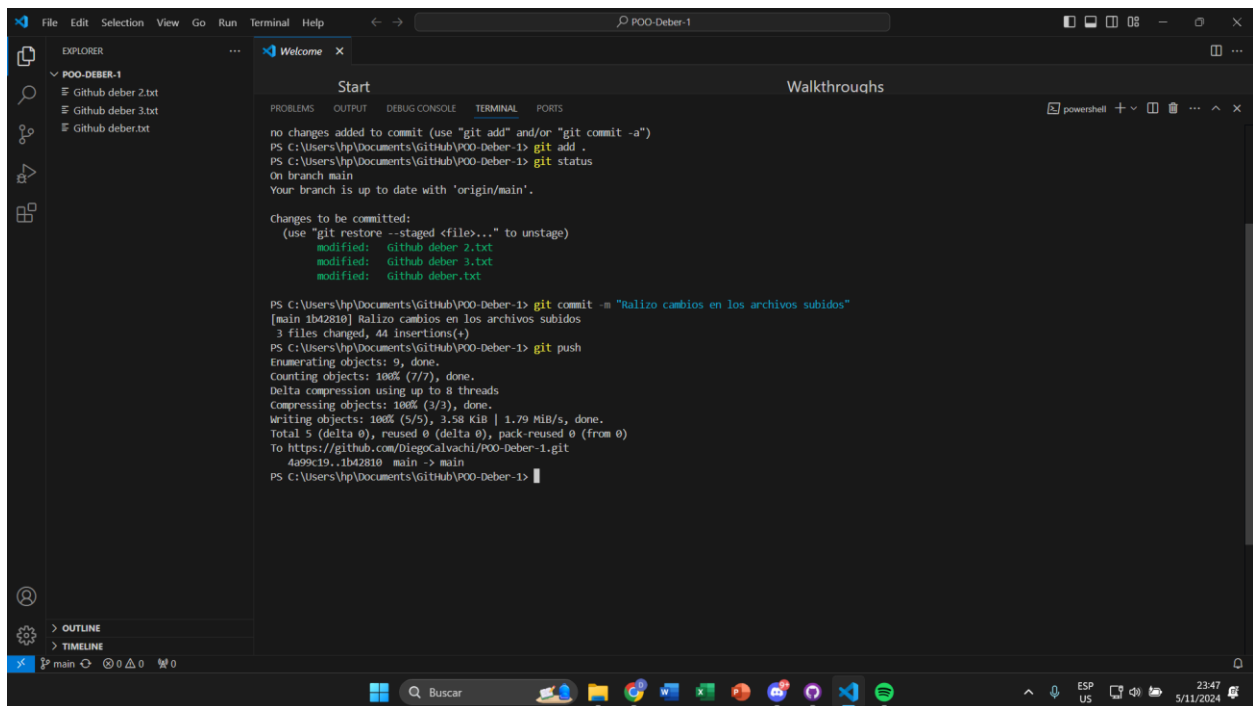 File Edit Selection View Go Run Terminal Help
POO-Deber-1
EXPLORER
Welcome
POO-DEBER-1
Github deber 2.txt
Github deber 3.txt
Github deber.txt
Start
Walkthroughs
PROBLEMS OUTPUT DEBUG CONSOLE TERMINAL PORTS
powershell
no changes added to commit (use "git add" and/or "git commit -a")
PS C:\Users\hp\Documents\GitHub\POO-Deber-1> git add .
PS C:\Users\hp\Documents\GitHub\POO-Deber-1> git status
On branch main
Your branch is up to date with 'origin/main'.
Changes to be committed:
(use "git restore --staged <file>..." to unstage)
modified: Github deber 2.txt
modified: Github deber 3.txt
modified: Github deber.txt
PS C:\Users\hp\Documents\GitHub\POO-Deber-1> git commit -m "Ralizo cambios en los archivos subidos"
[main 1b42810] Ralizo cambios en los archivos subidos
3 files changed, 44 insertions(+)
PS C:\Users\hp\Documents\GitHub\POO-Deber-1> git push
Enumerating objects: 9, done.
Counting objects: 100% (7/7), done.
Delta compression using up to 8 threads
Compressing objects: 100% (3/3), done.
Writing objects: 100% (5/5), 3.58 KiB | 1.79 MiB/s, done.
Total 5 (delta 0), reused 0 (delta 0), pack-reused 0 (from 0)
To https://github.com/DiegoCalvachi/POO-Deber-1.git
4a99c19..1b42810 main -> main
PS C:\Users\hp\Documents\GitHub\POO-Deber-1>
OUTLINE
TIMELINE
main 0 0 0
Buscar
ESP
US
23:47
5/11/2024